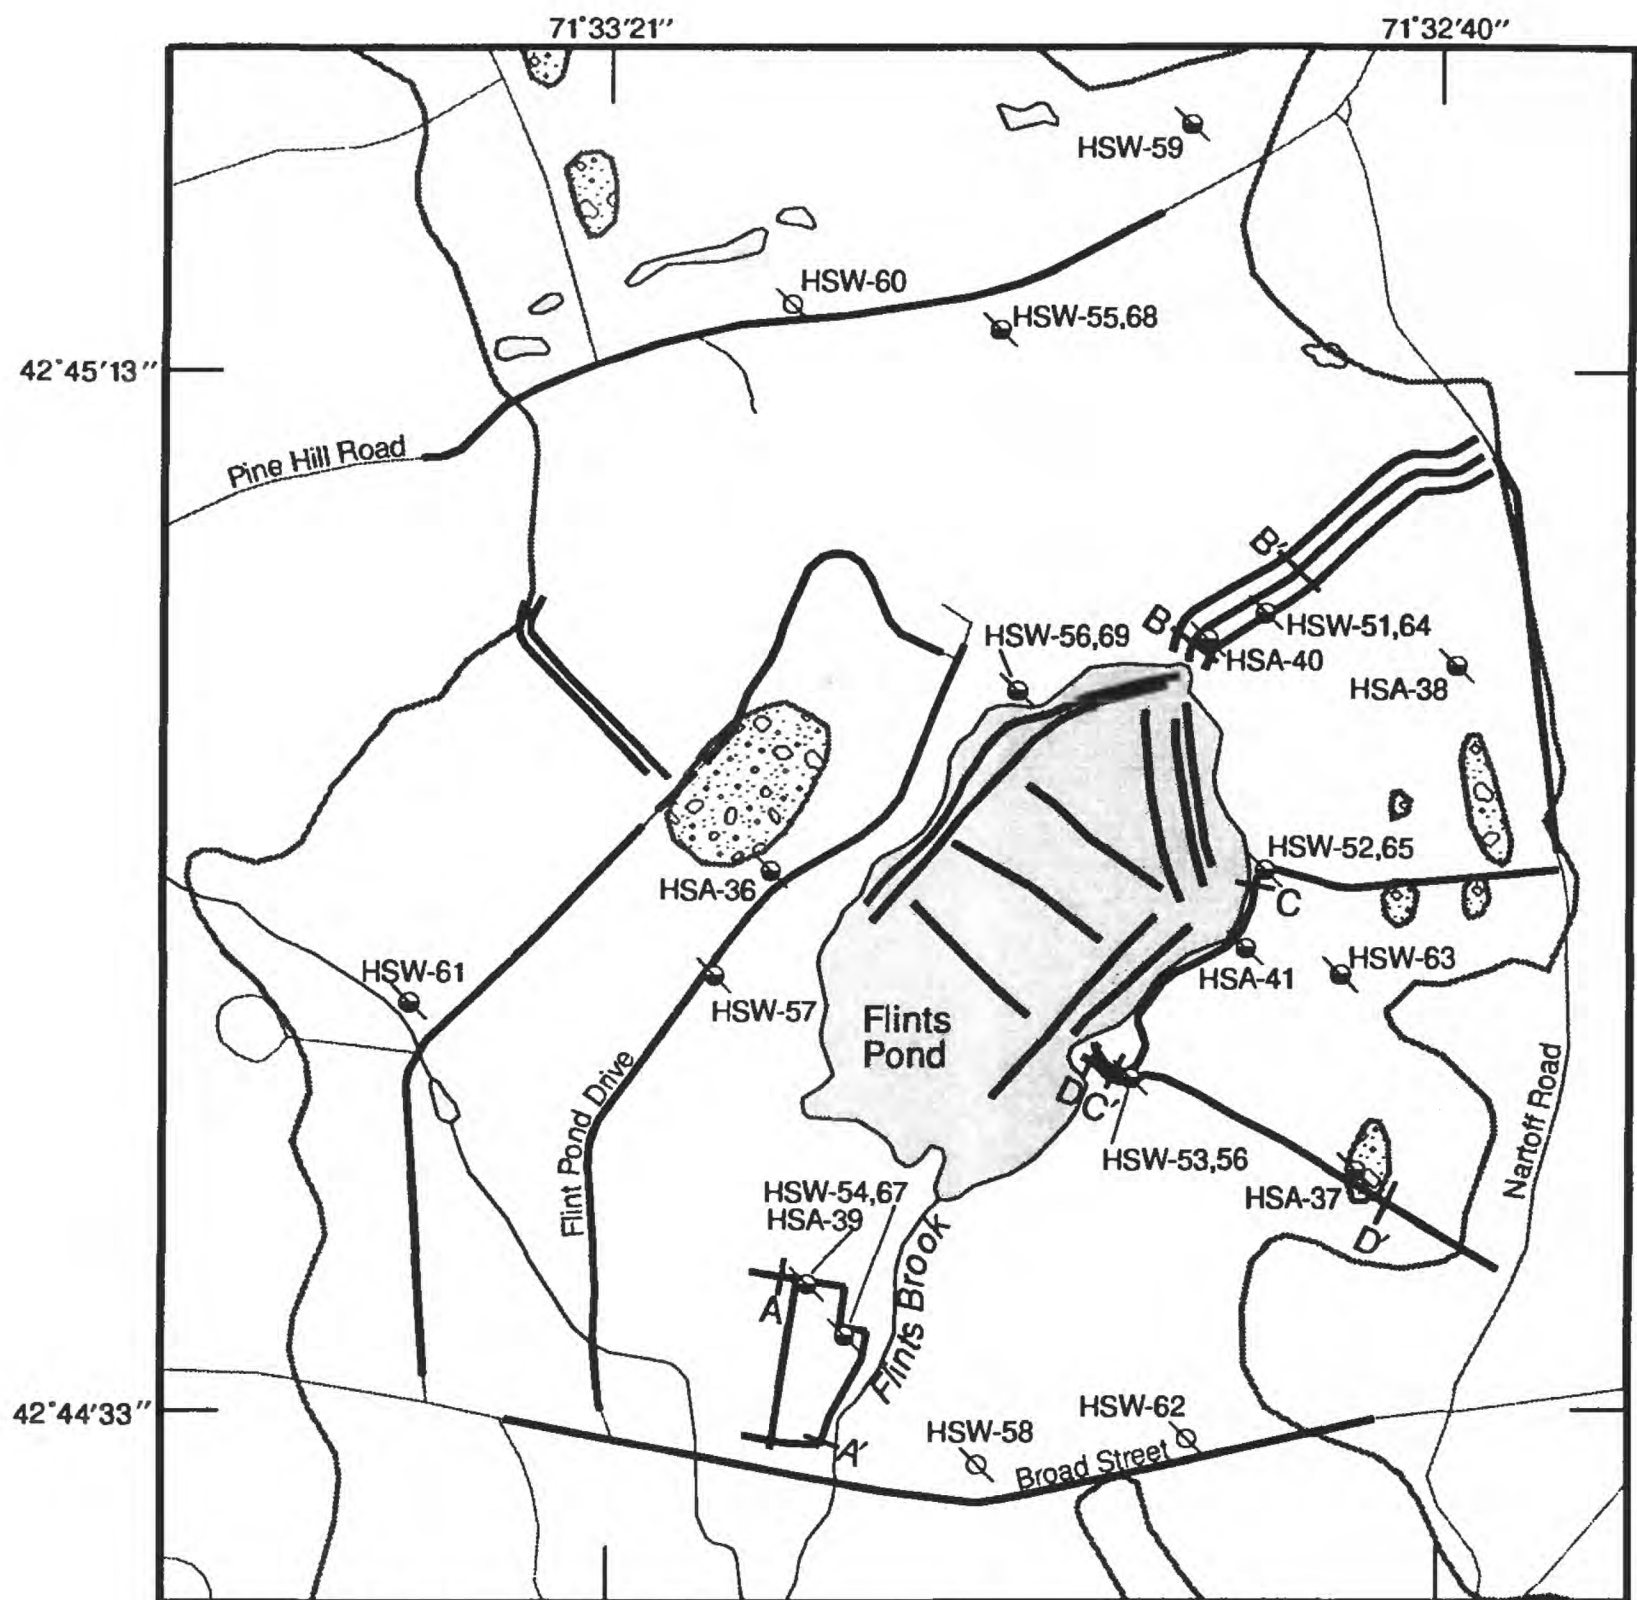 71°33′21″
71°32′40″
HSW-59
HSW-60
HSW-55,68
42°45′13″
Pine Hill Road
B′
B
HSW-56,69
HSW-51,64
HSA-40
HSA-38
HSW-52,65
HSA-36
C
HSW-61
HSA-41
HSW-63
HSW-57
Flints
Pond
Flint Pond Drive
D
C′
Nartoff Road
HSW-53,56
HSW-54,67
HSA-39
HSA-37
D′
A
Flints Brook
42°44′33″
HSW-62
HSW-58
A′
Broad Street